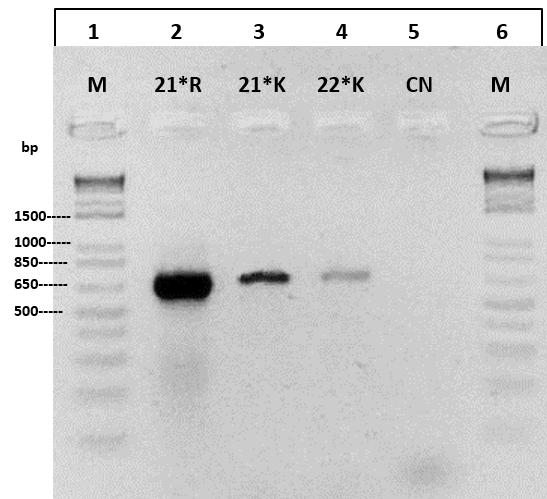 1 2 3 4 5 6
M 21*R 21*K 22*K CN M
bp
1500-----
1000-----
850------
650------
500-----